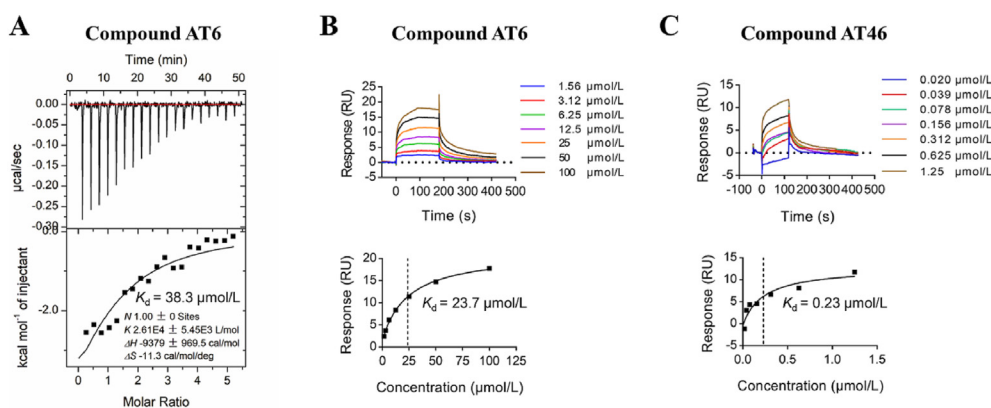 A Compound AT6
Time (min)
0 10 20 30 40 50
0.00
-0.05
-0.10
-0.15
-0.20
-0.25
-0.30
µcal/sec
0.0
-2.0
kcal mol⁻¹ of injectant
Kd = 38.3 µmol/L
N 1.00 ± 0 Sites
K 2.61E4 ± 5.45E3 L/mol
ΔH -9379 ± 969.5 cal/mol
ΔS -11.3 cal/mol/deg
0 1 2 3 4 5
Molar Ratio
B Compound AT6
25
20
15
10
5
0
-5
Response (RU)
0 100 200 300 400 500
Time (s)
1.56 µmol/L
3.12 µmol/L
6.25 µmol/L
12.5 µmol/L
25 µmol/L
50 µmol/L
100 µmol/L
20
15
10
5
0
Response (RU)
Kd = 23.7 µmol/L
0 25 50 75 100 125
Concentration (µmol/L)
C Compound AT46
15
10
5
0
-5
Response (RU)
-100 0 100 200 300 400 500
Time (s)
0.020 µmol/L
0.039 µmol/L
0.078 µmol/L
0.156 µmol/L
0.312 µmol/L
0.625 µmol/L
1.25 µmol/L
15
10
5
0
-5
Response (RU)
Kd = 0.23 µmol/L
0.0 0.5 1.0 1.5
Concentration (µmol/L)